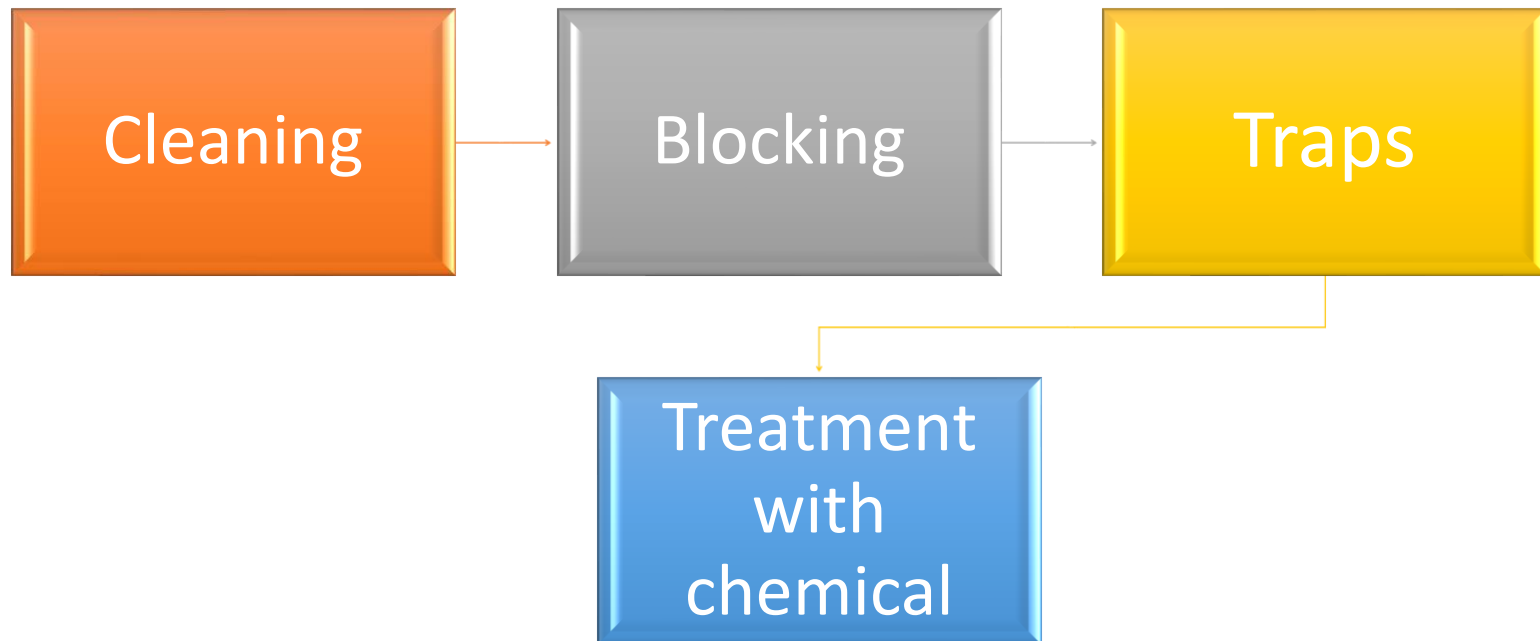 Cleaning
Blocking
Traps
Treatment
with
chemical